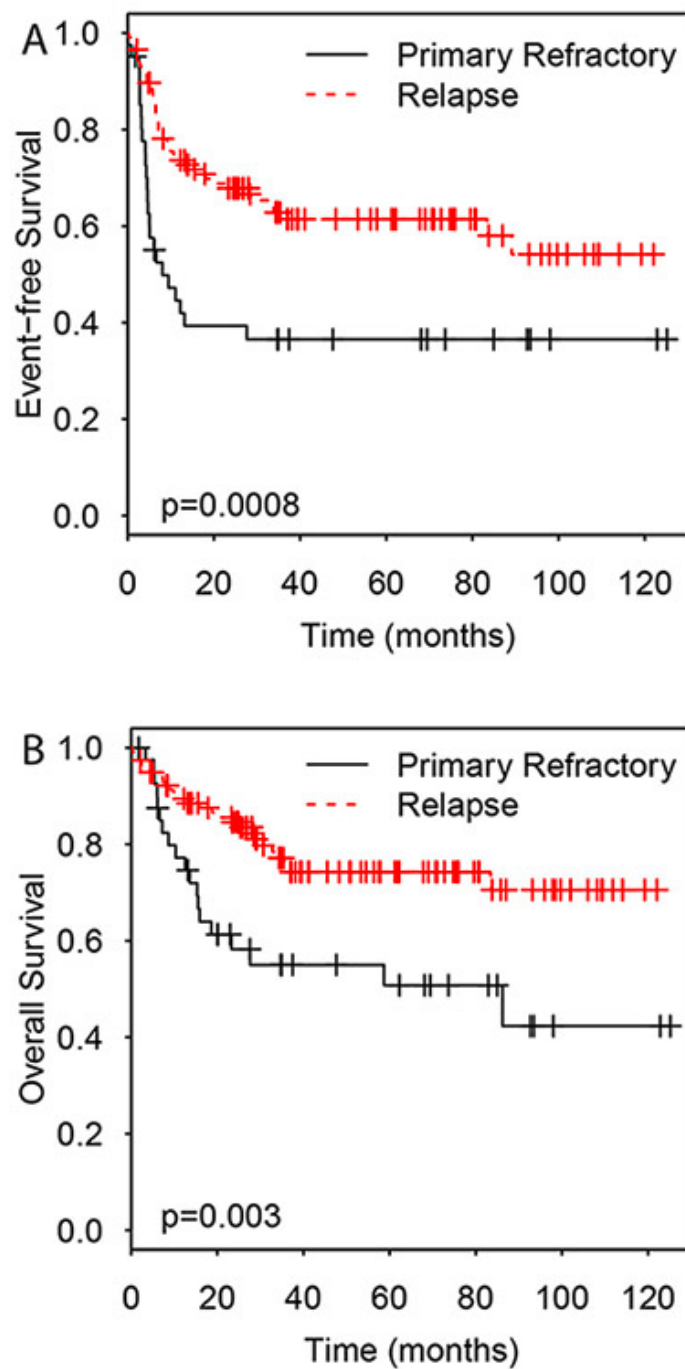 A
Primary Refractory
Relapse
Event-free Survival
1.0
0.8
0.6
0.4
0.2
0.0
p=0.0008
0 20 40 60 80 100 120
Time (months)
B
Primary Refractory
Relapse
Overall Survival
1.0
0.8
0.6
0.4
0.2
0.0
p=0.003
0 20 40 60 80 100 120
Time (months)